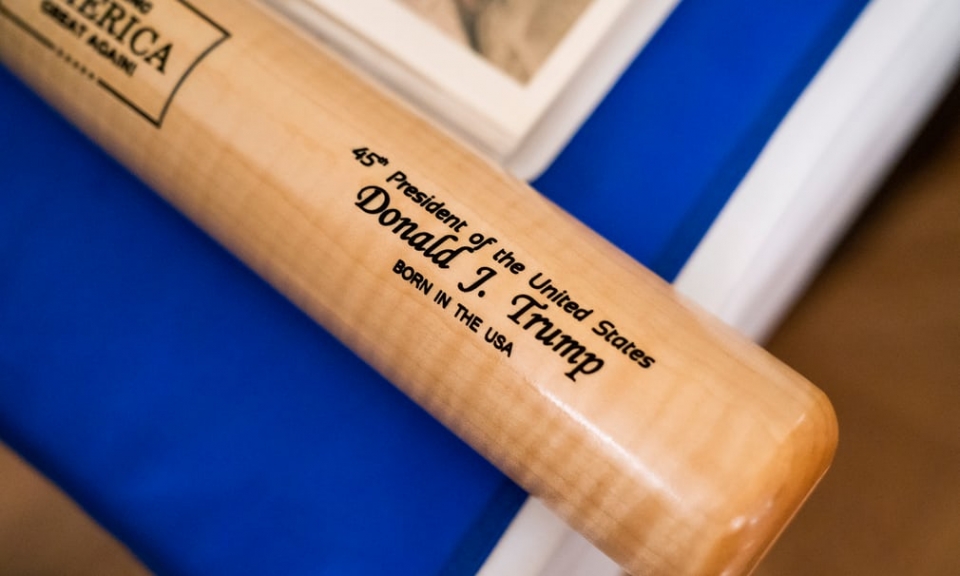 ERICA
GREAT AGAIN!
45th President of the United States
Donald J. Trump
BORN IN THE USA